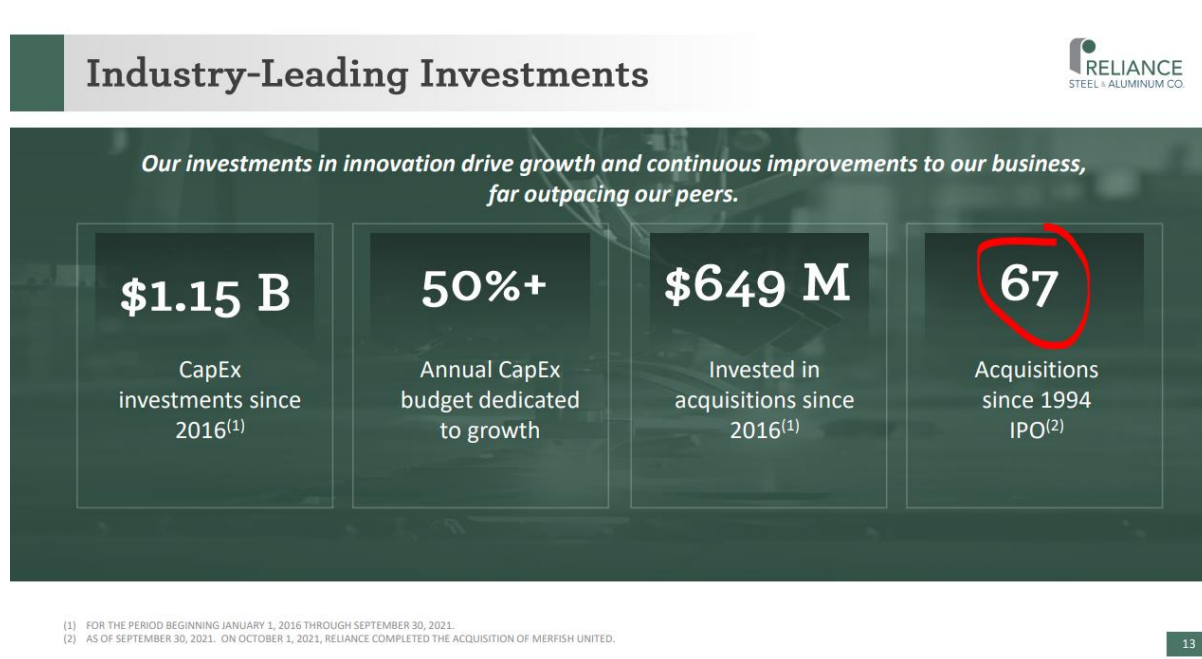 Industry-Leading Investments
RELIANCE
STEEL & ALUMINUM CO.
Our investments in innovation drive growth and continuous improvements to our business,
far outpacing our peers.
$1.15 B
CapEx
investments since
2016(1)
50%+
Annual CapEx
budget dedicated
to growth
$649 M
Invested in
acquisitions since
2016(1)
67
Acquisitions
since 1994
IPO(2)
(1) FOR THE PERIOD BEGINNING JANUARY 1, 2016 THROUGH SEPTEMBER 30, 2021.
(2) AS OF SEPTEMBER 30, 2021. ON OCTOBER 1, 2021, RELIANCE COMPLETED THE ACQUISITION OF MERFISH UNITED.
13